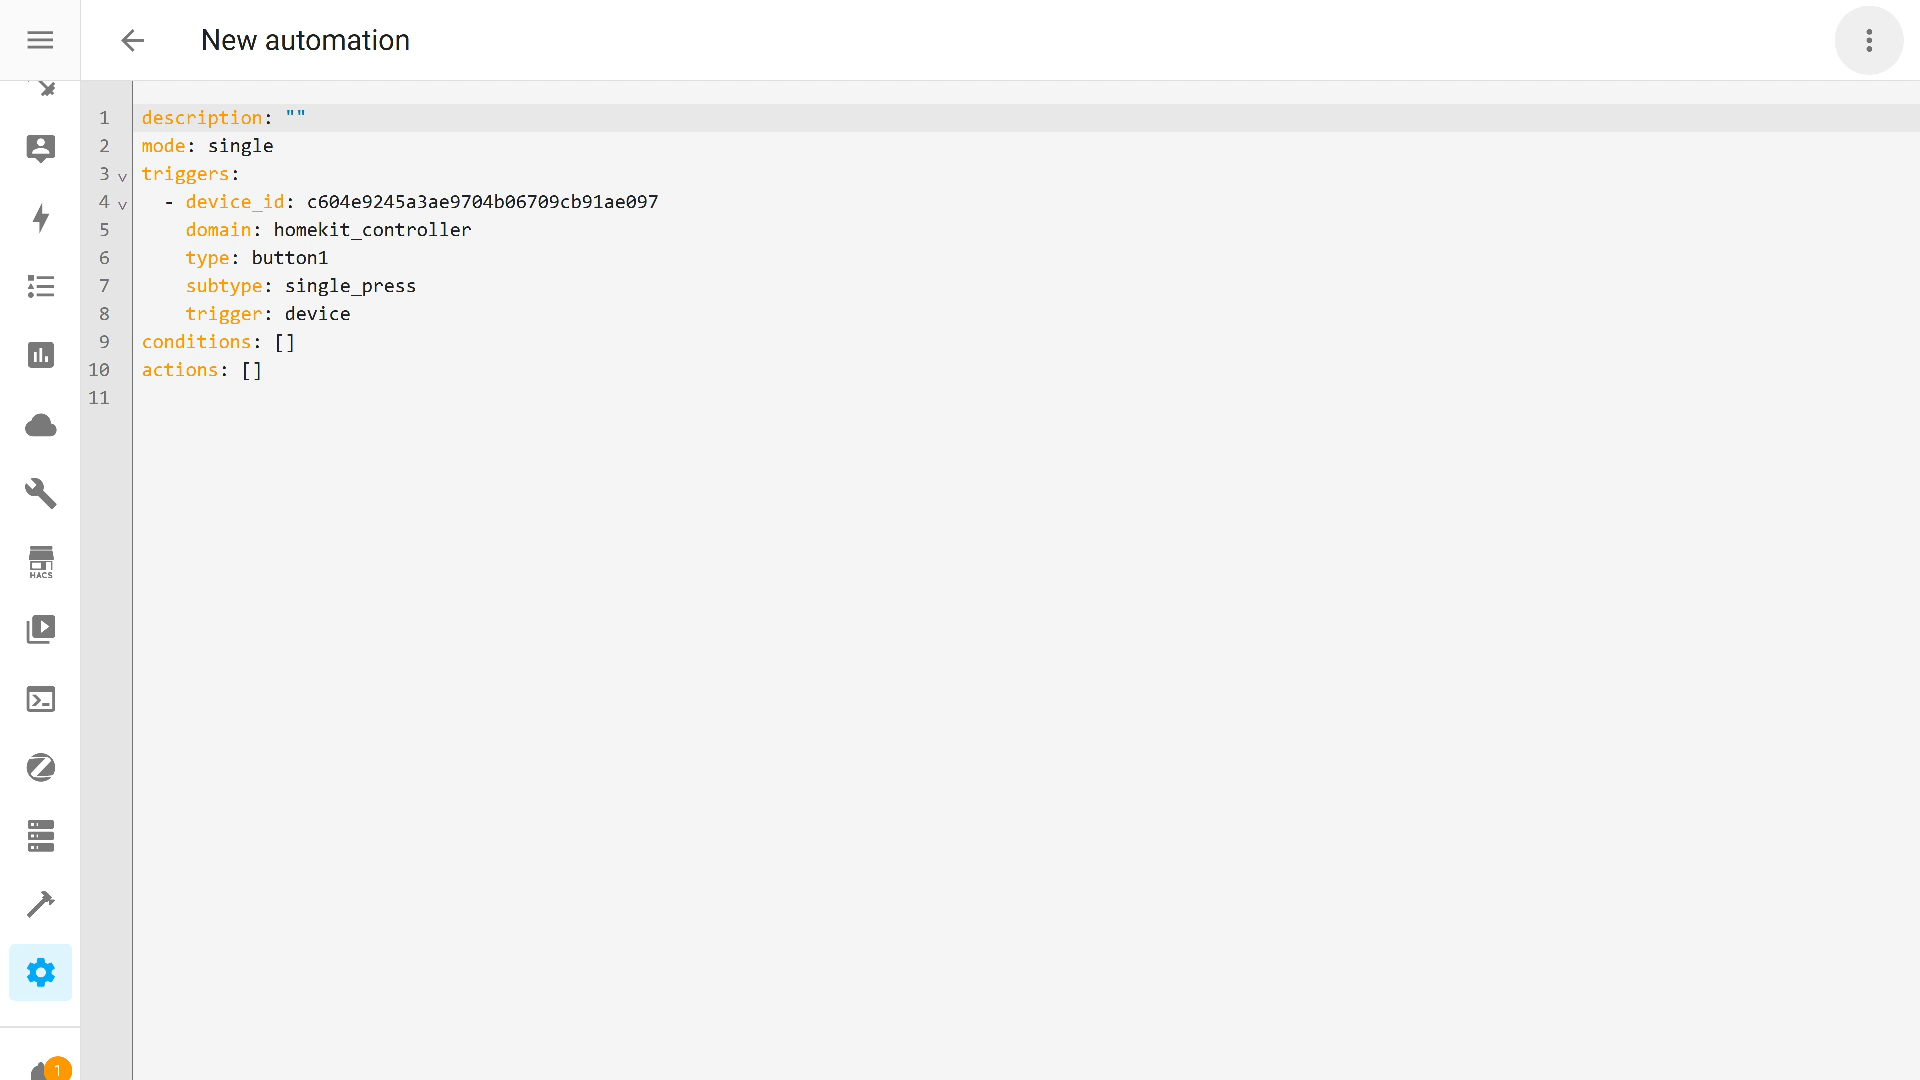 New automation
1 description: ""
2 mode: single
3 triggers:
4 - device_id: c604e9245a3ae9704b06709cb91ae097
5 domain: homekit_controller
6 type: button1
7 subtype: single_press
8 trigger: device
9 conditions: []
10 actions: []
11
HACS
1